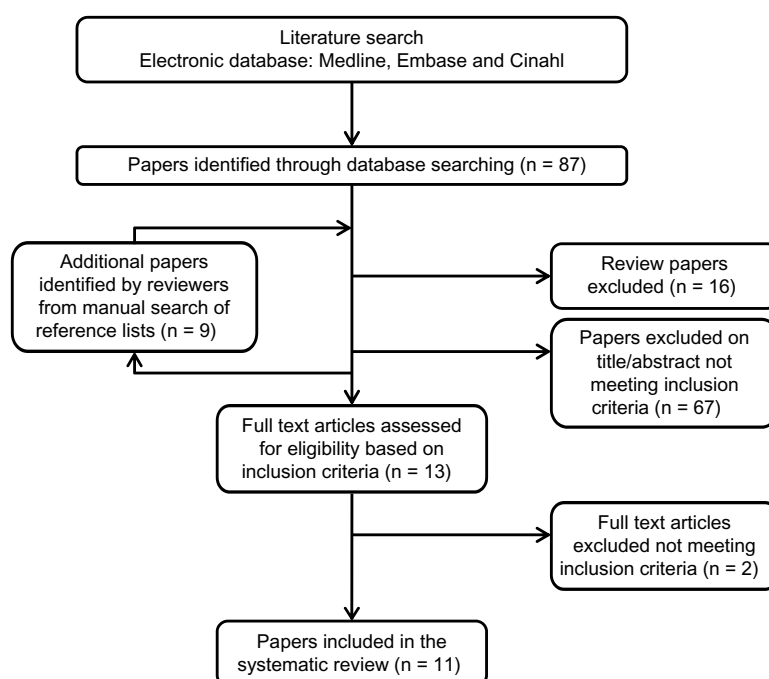 Literature search
Electronic database: Medline, Embase and Cinahl
Papers identified through database searching (n = 87)
Additional papers
identified by reviewers
from manual search of
reference lists (n = 9)
Review papers
excluded (n = 16)
Papers excluded on
title/abstract not
meeting inclusion
criteria (n = 67)
Full text articles assessed
for eligibility based on
inclusion criteria (n = 13)
Full text articles
excluded not meeting
inclusion criteria (n = 2)
Papers included in the
systematic review (n = 11)